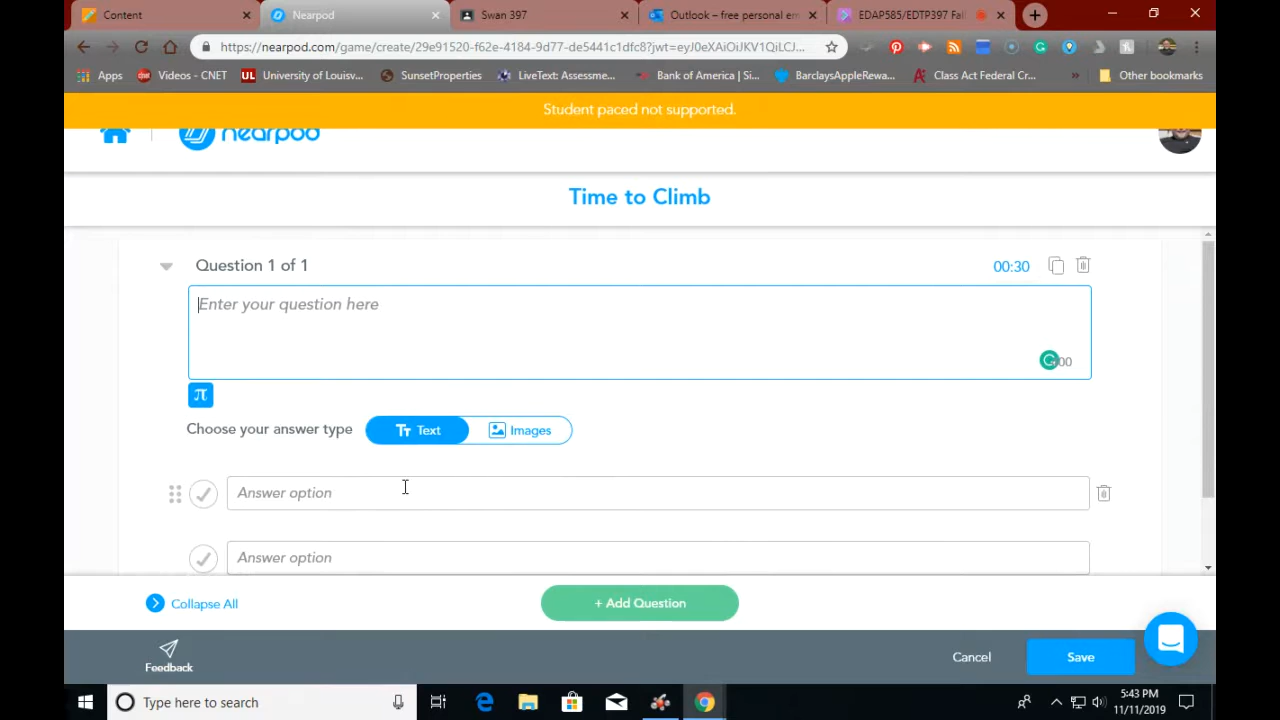 Content
Nearpod
Swan 397
Outlook – free personal em
EDAP585/EDTP397 Fall
https://nearpod.com/game/create/29e91520-f62e-4184-9d77-de5441c1dfc8?jwt=eyJ0eXAiOiJKV1QiLCJ...
Apps
Videos - CNET
UL University of Louisv...
SunsetProperties
LiveText: Assessme...
Bank of America | Si...
BarclaysAppleRewa...
Class Act Federal Cr...
»
Other bookmarks
Student paced not supported.
nearpod
Time to Climb
Question 1 of 1
00:30
Enter your question here
00
π
Choose your answer type
Tт Text
Images
Answer option
Answer option
Collapse All
+ Add Question
Feedback
Cancel
Save
Type here to search
5:43 PM
11/11/2019